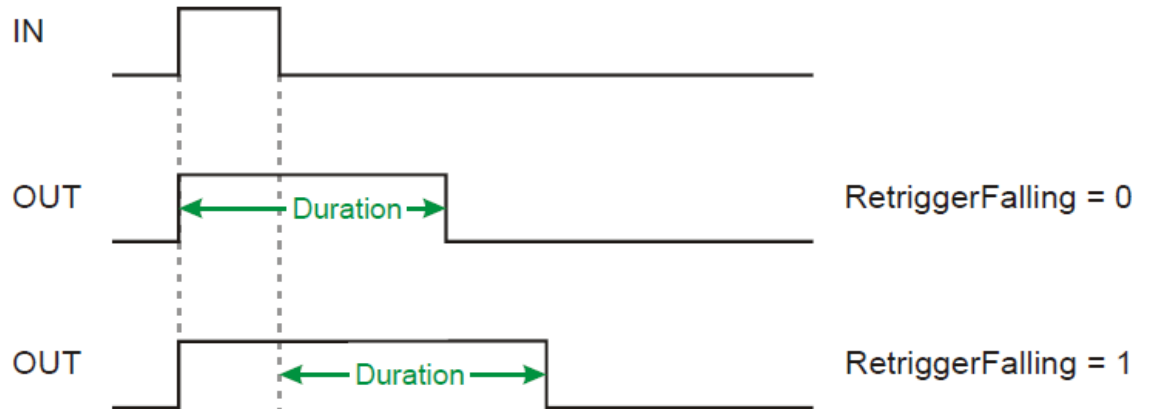 IN
OUT
Duration
RetriggerFalling = 0
OUT
Duration
RetriggerFalling = 1